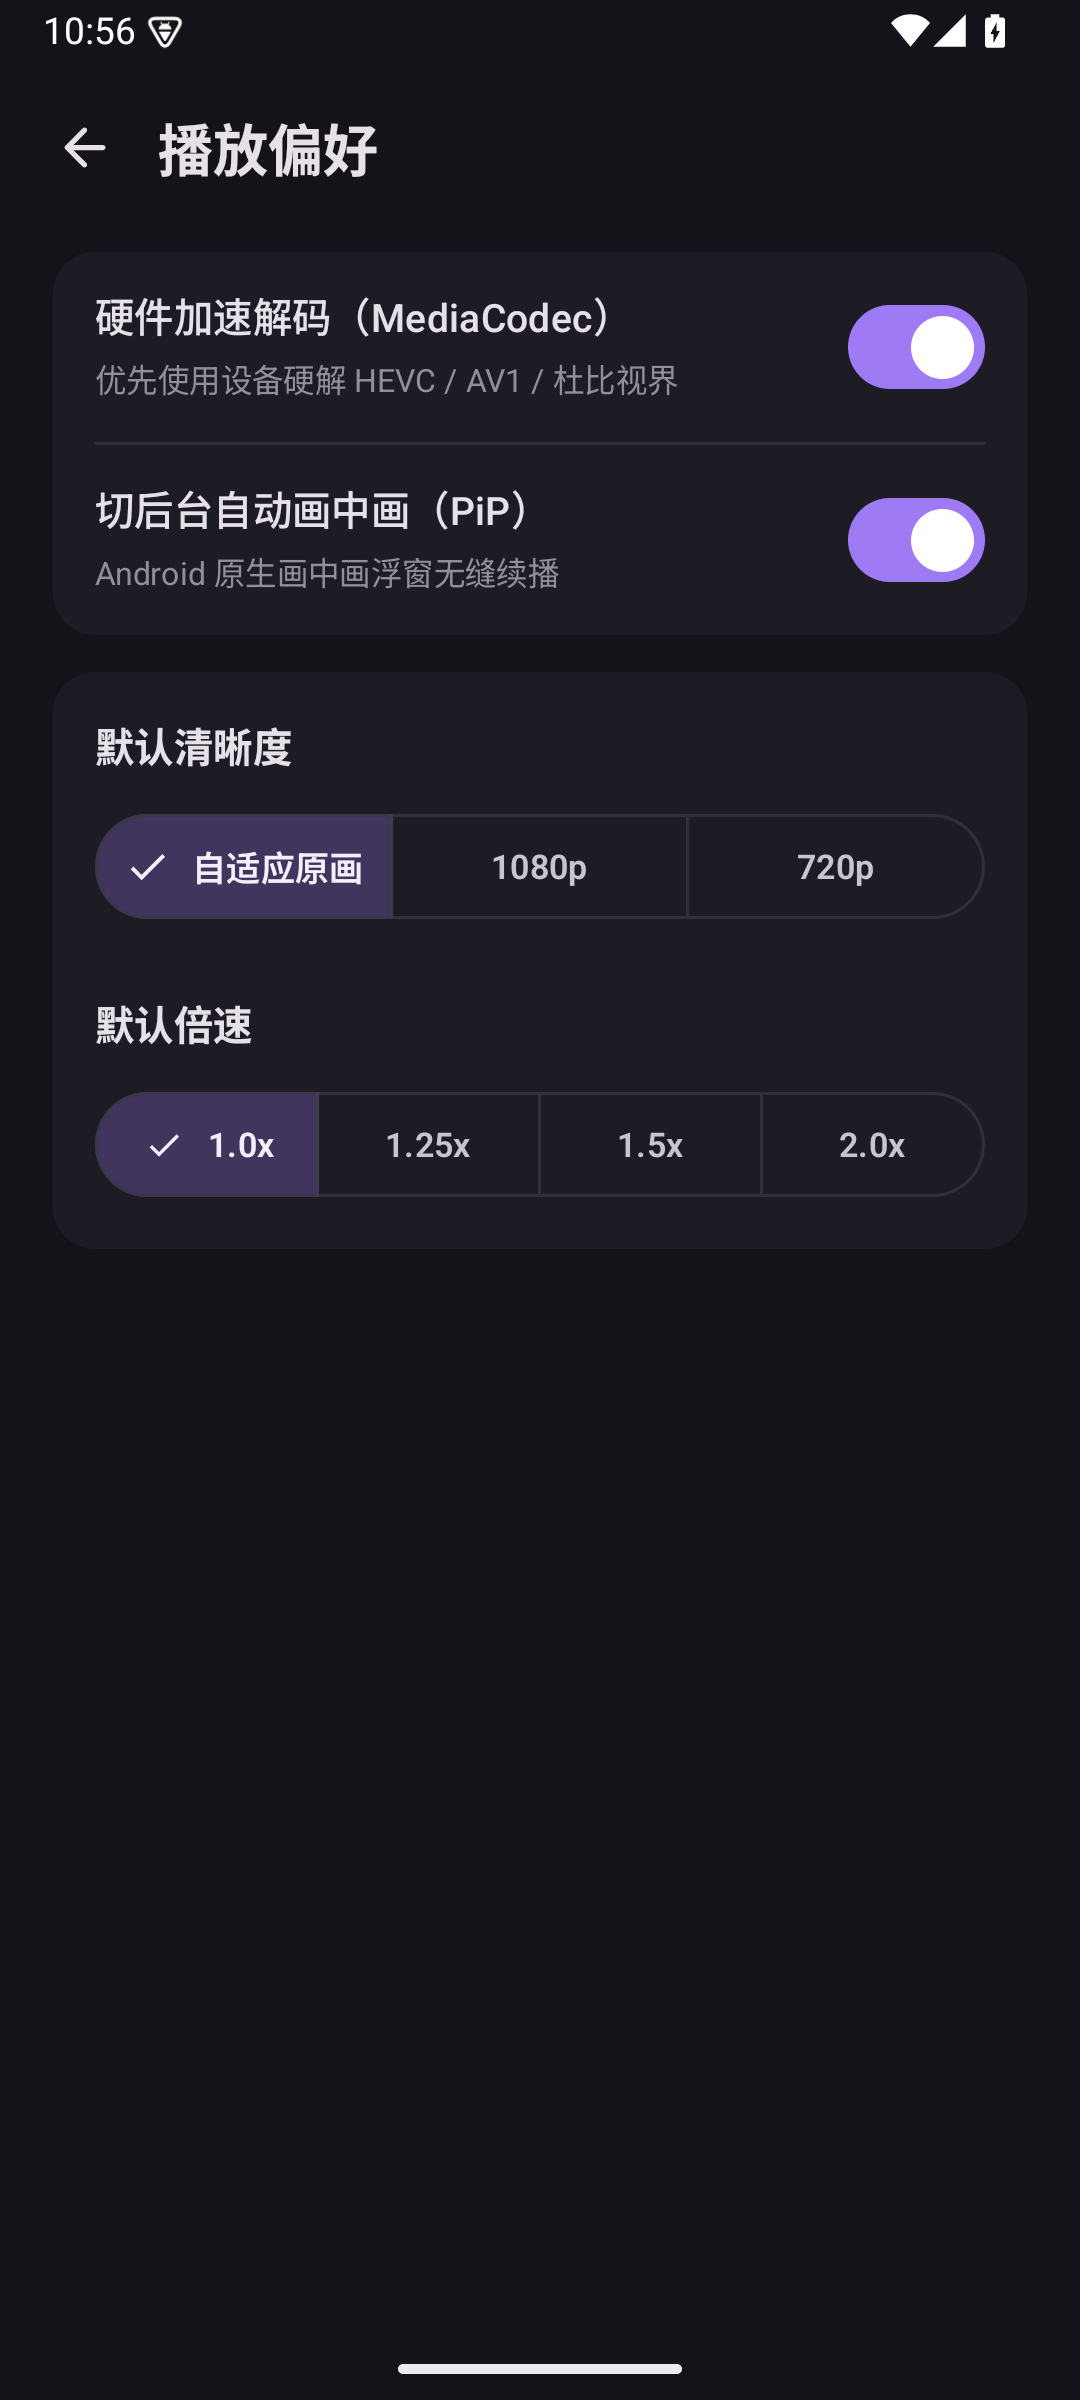 10:56
播放偏好
硬件加速解码（MediaCodec）
优先使用设备硬解 HEVC / AV1 / 杜比视界
切后台自动画中画（PiP）
Android 原生画中画浮窗无缝续播
默认清晰度
自适应原画 1080p 720p
默认倍速
1.0x 1.25x 1.5x 2.0x